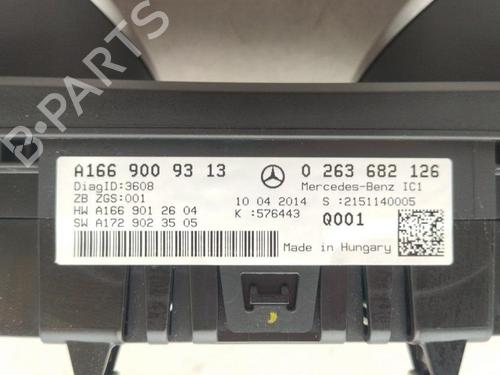 A166 900 93 13
0 263 682 126
DiagID:3608
Mercedes-Benz IC1
ZB ZGS:001
10 04 2014
S :2151140005
HW A166 901 26 04
K :576443
Q001
SW A172 902 35 05
Made in Hungary
B PARTS